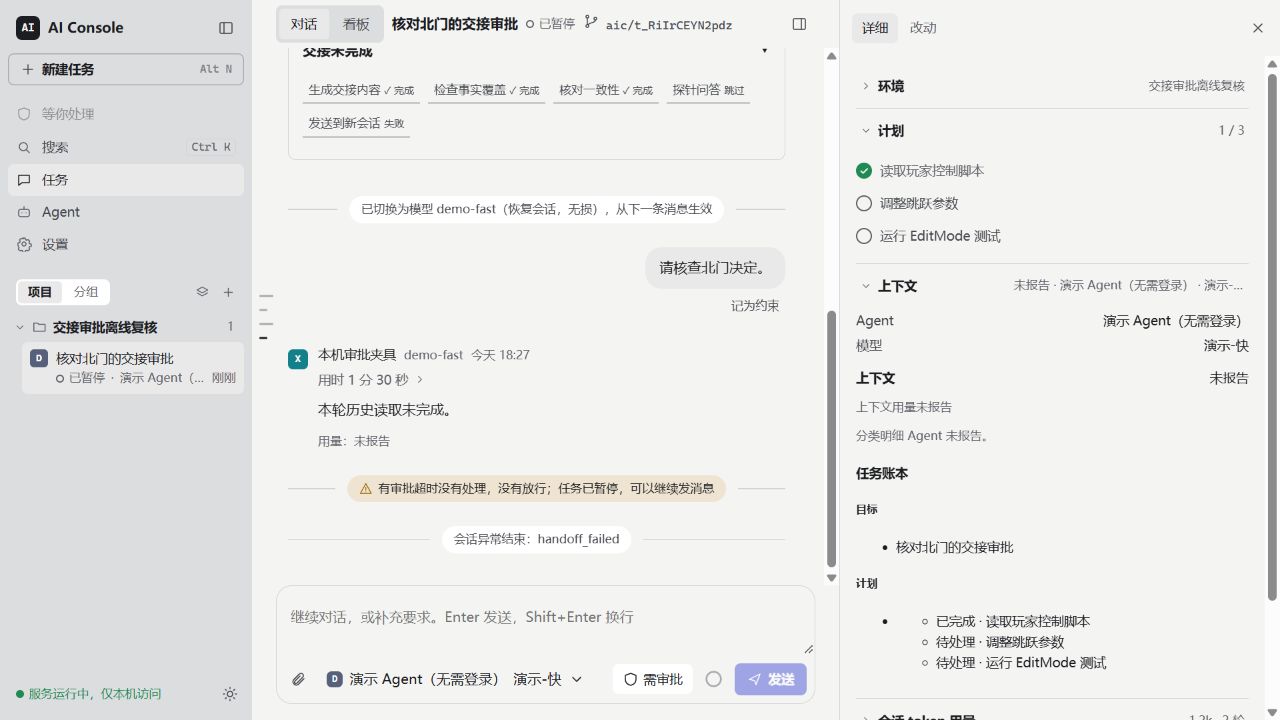 AI AI Console
新建任务 Alt N
等你处理
搜索 Ctrl K
任务
Agent
设置
项目 分组
交接审批离线复核 1
D 核对北门的交接审批
已暂停 · 演示 Agent（... 刚刚
服务运行中，仅本机访问
对话 看板 核对北门的交接审批 已暂停 aic/t_RiIrCEYN2pdz
交接未完成
生成交接内容 ✓ 完成 检查事实覆盖 ✓ 完成 核对一致性 ✓ 完成 探针问答 跳过
发送到新会话 失败
已切换为模型 demo-fast（恢复会话，无损），从下一条消息生效
请核查北门决定。
记为约束
X 本机审批夹具 demo-fast 今天 18:27
用时 1 分 30 秒
本轮历史读取未完成。
用量：未报告
有审批超时没有处理，没有放行；任务已暂停，可以继续发消息
会话异常结束：handoff_failed
继续对话，或补充要求。Enter 发送，Shift+Enter 换行
D 演示 Agent（无需登录） 演示-快 需审批 发送
详细 改动
环境 交接审批离线复核
计划 1 / 3
读取玩家控制脚本
调整跳跃参数
运行 EditMode 测试
上下文 未报告 · 演示 Agent（无需登录） · 演示-...
Agent 演示 Agent（无需登录）
模型 演示-快
上下文 未报告
上下文用量未报告
分类明细 Agent 未报告。
任务账本
目标
• 核对北门的交接审批
计划
• ◦ 已完成 · 读取玩家控制脚本
◦ 待处理 · 调整跳跃参数
◦ 待处理 · 运行 EditMode 测试
会话 token 用量 1.2k · 2 轮